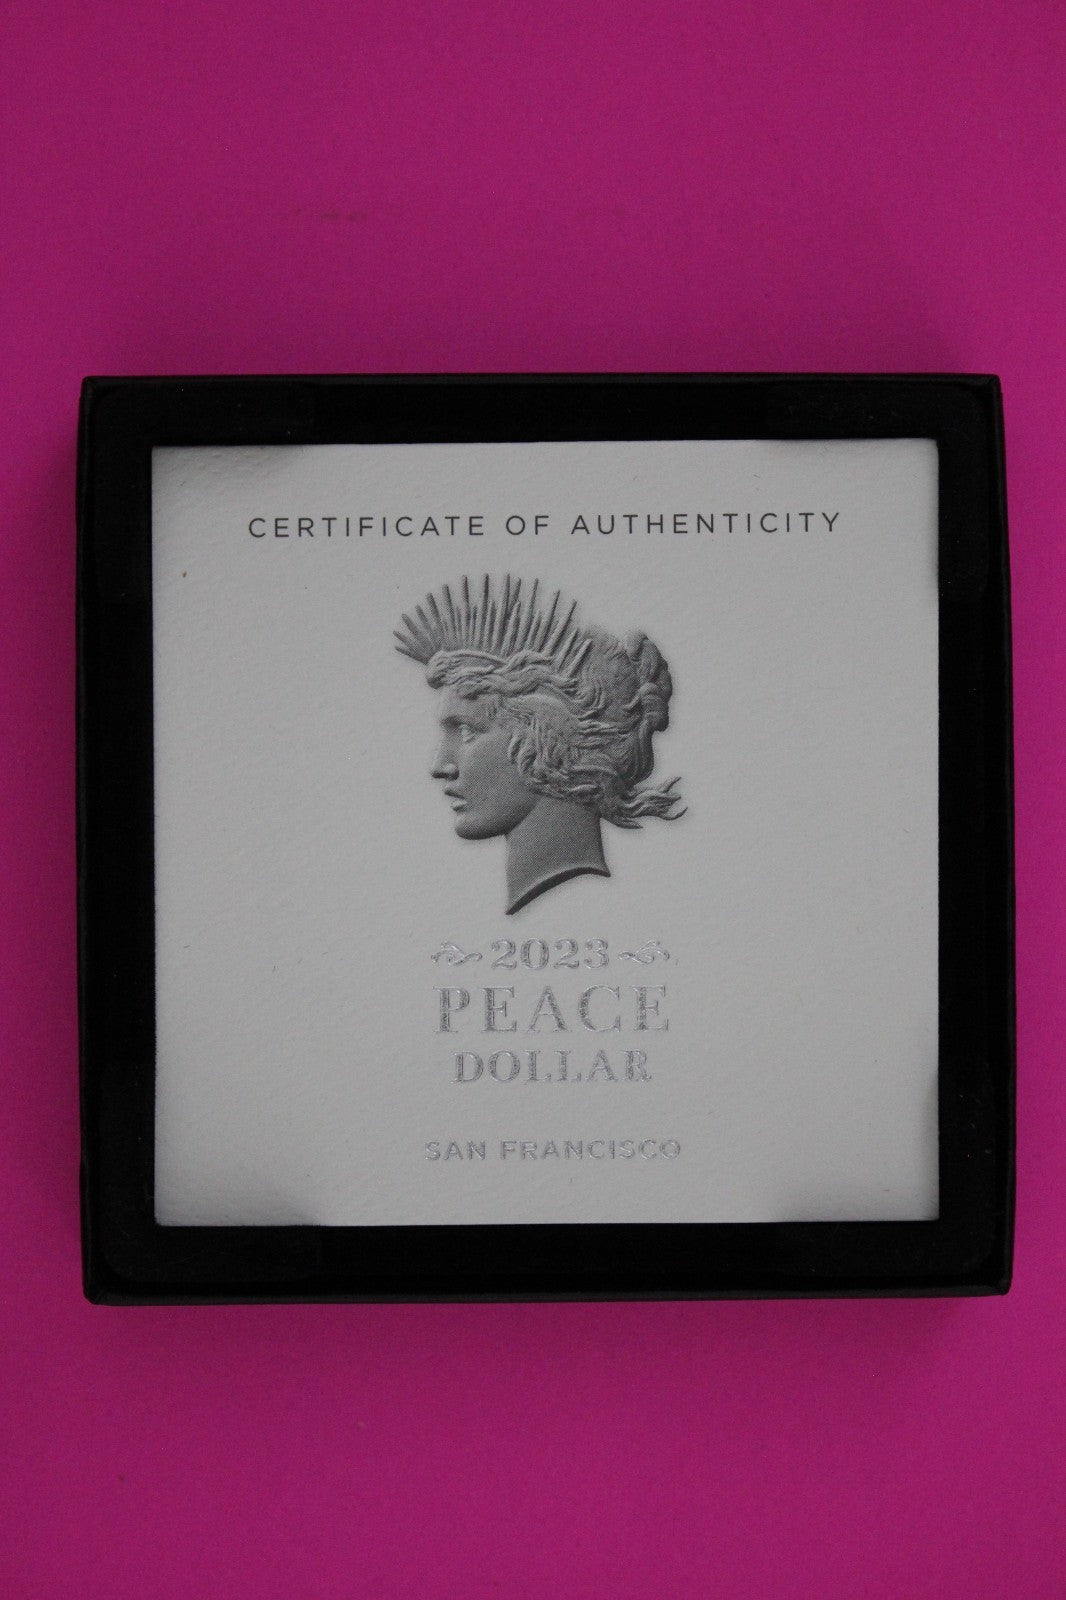 CERTIFICATE OF AUTHENTICITY
2023
PEACE
DOLLAR
SAN FRANCISCO